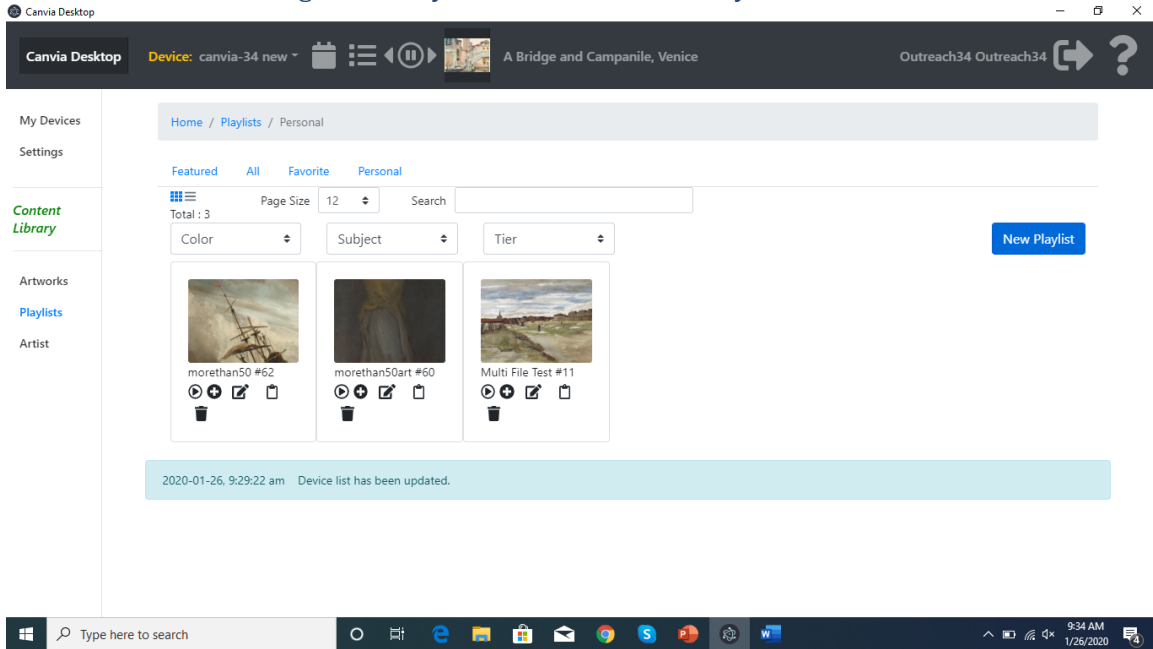 Canvia Desktop
Canvia Desktop Device: canvia-34 new A Bridge and Campanile, Venice Outreach34 Outreach34
My Devices
Settings
Content
Library
Artworks
Playlists
Artist
Home / Playlists / Personal
Featured All Favorite Personal
Page Size 12 Search
Total : 3
Color Subject Tier New Playlist
morethan50 #62 morethan50art #60 Multi File Test #11
2020-01-26, 9:29:22 am Device list has been updated.
Type here to search
9:34 AM
1/26/2020
4